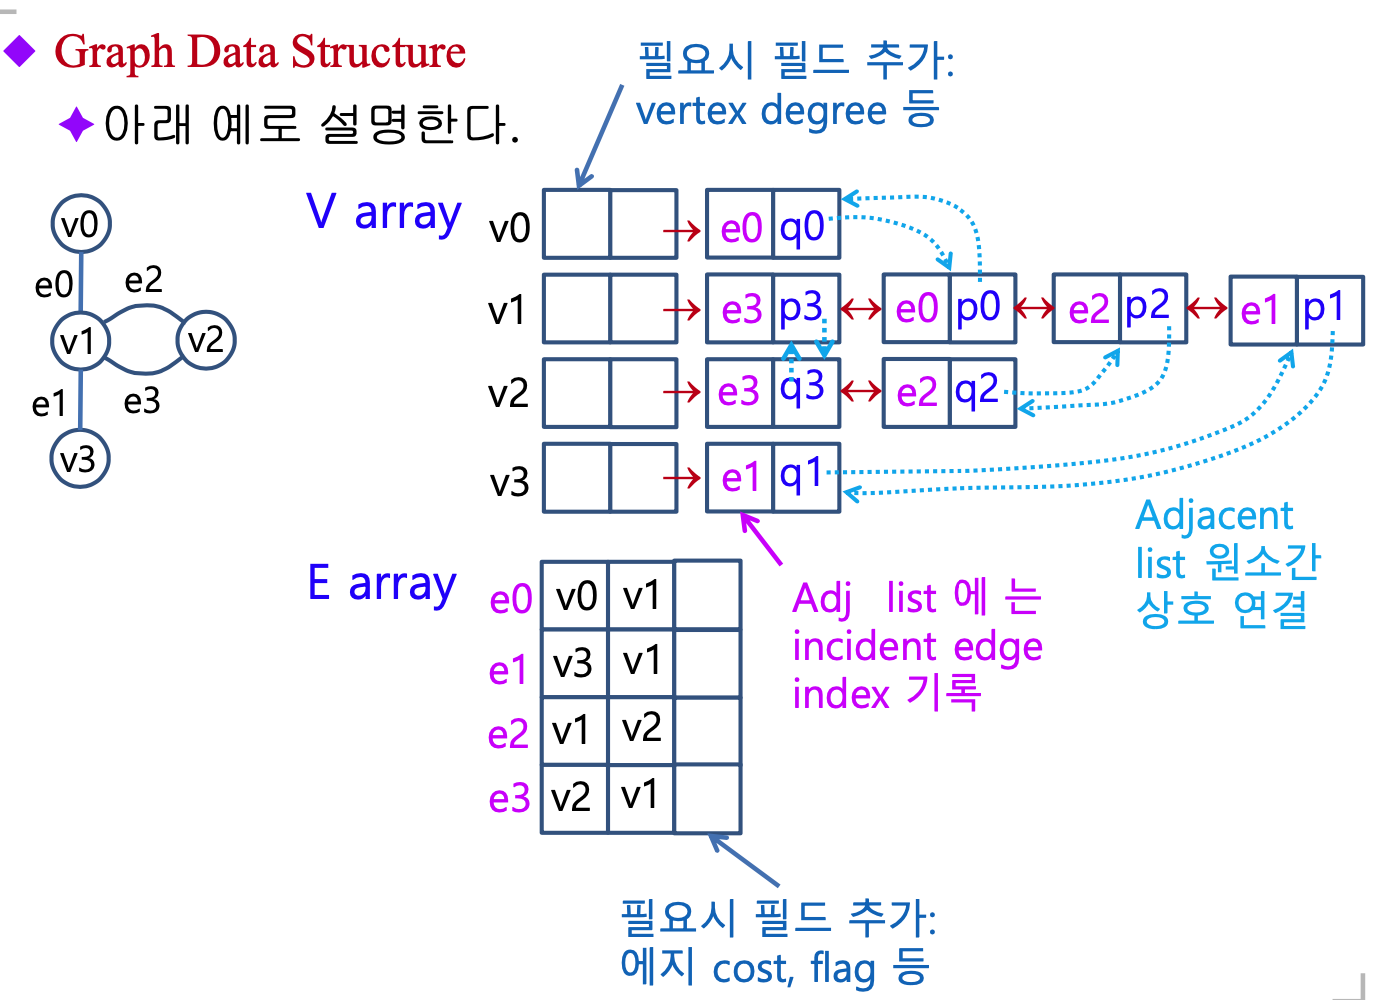 Graph Data Structure
아래 예로 설명한다.
필요시 필드 추가:
vertex degree 등
v0
e0
e2
v1
v2
e1
e3
v3
V array
v0
e0 q0
v1
e3 p3 e0 p0 e2 p2 e1 p1
v2
e3 q3 e2 q2
v3
e1 q1
Adjacent
list 원소간
상호 연결
E array
e0 v0 v1
e1 v3 v1
e2 v1 v2
e3 v2 v1
Adj list 에 는
incident edge
index 기록
필요시 필드 추가:
에지 cost, flag 등